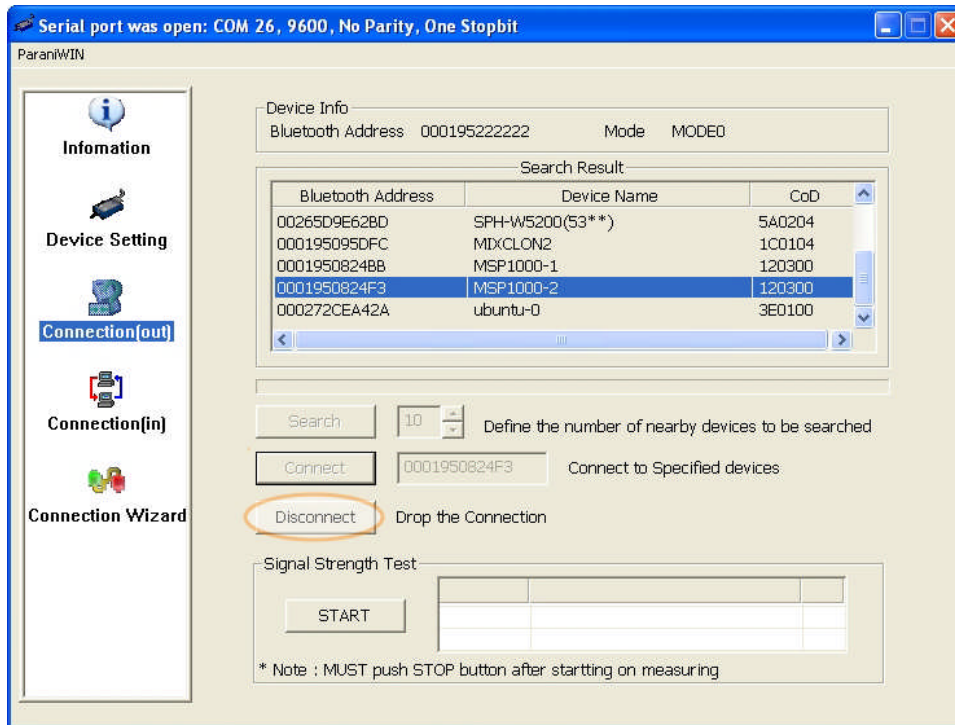 Serial port was open: COM 26, 9600, No Parity, One Stopbit
ParaniWIN
Infomation
Device Setting
Connection(out)
Connection(in)
Connection Wizard
Device Info
Bluetooth Address 000195222222 Mode MODE0
Search Result
Bluetooth Address Device Name CoD
00265D9E62BD SPH-W5200(53**) 5A0204
000195095DFC MIXCLON2 1C0104
0001950824BB MSP1000-1 120300
0001950824F3 MSP1000-2 120300
000272CEA42A ubuntu-0 3E0100
Search 10 Define the number of nearby devices to be searched
Connect 0001950824F3 Connect to Specified devices
Disconnect Drop the Connection
Signal Strength Test
START
* Note : MUST push STOP button after startting on measuring